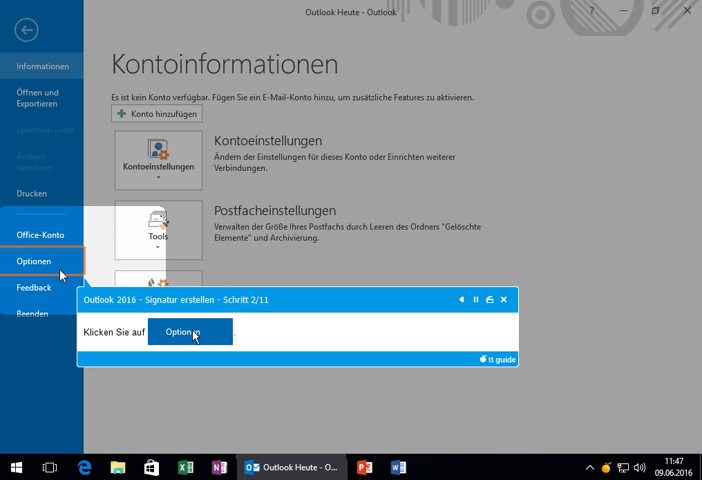 Outlook Heute - Outlook
?
Informationen
Öffnen und
Exportieren
Speichern unter
Anlagen
speichern
Drucken
Office-Konto
Optionen
Feedback
Beenden
Kontoinformationen
Es ist kein Konto verfügbar. Fügen Sie ein E-Mail-Konto hinzu, um zusätzliche Features zu aktivieren.
Konto hinzufügen
Kontoeinstellungen
Kontoeinstellungen
Ändern der Einstellungen für dieses Konto oder Einrichten weiterer
Verbindungen.
Tools
Postfacheinstellungen
Verwalten der Größe Ihres Postfachs durch Leeren des Ordners "Gelöschte
Elemente" und Archivierung.
Outlook 2016 - Signatur erstellen - Schritt 2/11
Klicken Sie auf Optionen.
tt guide
Outlook Heute - O...
11:47
09.06.2016